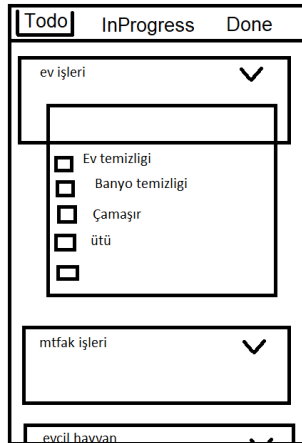 Todo InProgress Done
ev işleri
Ev temizligi
Banyo temizligi
Çamaşır
ütü
mtfak işleri
evcil hayvan